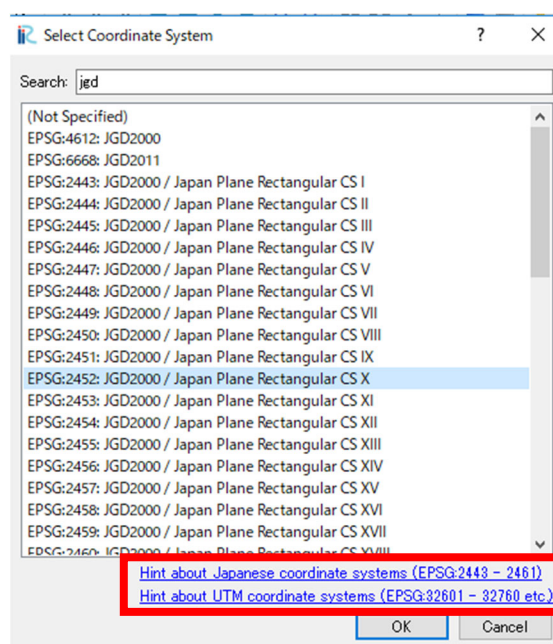 Select Coordinate System
Search: jgd
(Not Specified)
EPSG:4612: JGD2000
EPSG:6668: JGD2011
EPSG:2443: JGD2000 / Japan Plane Rectangular CS I
EPSG:2444: JGD2000 / Japan Plane Rectangular CS II
EPSG:2445: JGD2000 / Japan Plane Rectangular CS III
EPSG:2446: JGD2000 / Japan Plane Rectangular CS IV
EPSG:2447: JGD2000 / Japan Plane Rectangular CS V
EPSG:2448: JGD2000 / Japan Plane Rectangular CS VI
EPSG:2449: JGD2000 / Japan Plane Rectangular CS VII
EPSG:2450: JGD2000 / Japan Plane Rectangular CS VIII
EPSG:2451: JGD2000 / Japan Plane Rectangular CS IX
EPSG:2452: JGD2000 / Japan Plane Rectangular CS X
EPSG:2453: JGD2000 / Japan Plane Rectangular CS XI
EPSG:2454: JGD2000 / Japan Plane Rectangular CS XII
EPSG:2455: JGD2000 / Japan Plane Rectangular CS XIII
EPSG:2456: JGD2000 / Japan Plane Rectangular CS XIV
EPSG:2457: JGD2000 / Japan Plane Rectangular CS XV
EPSG:2458: JGD2000 / Japan Plane Rectangular CS XVI
EPSG:2459: JGD2000 / Japan Plane Rectangular CS XVII
EPSG:2460: JGD2000 / Japan Plane Rectangular CS XVIII
Hint about Japanese coordinate systems (EPSG:2443 - 2461)
Hint about UTM coordinate systems (EPSG:32601 - 32760 etc.)
OK Cancel